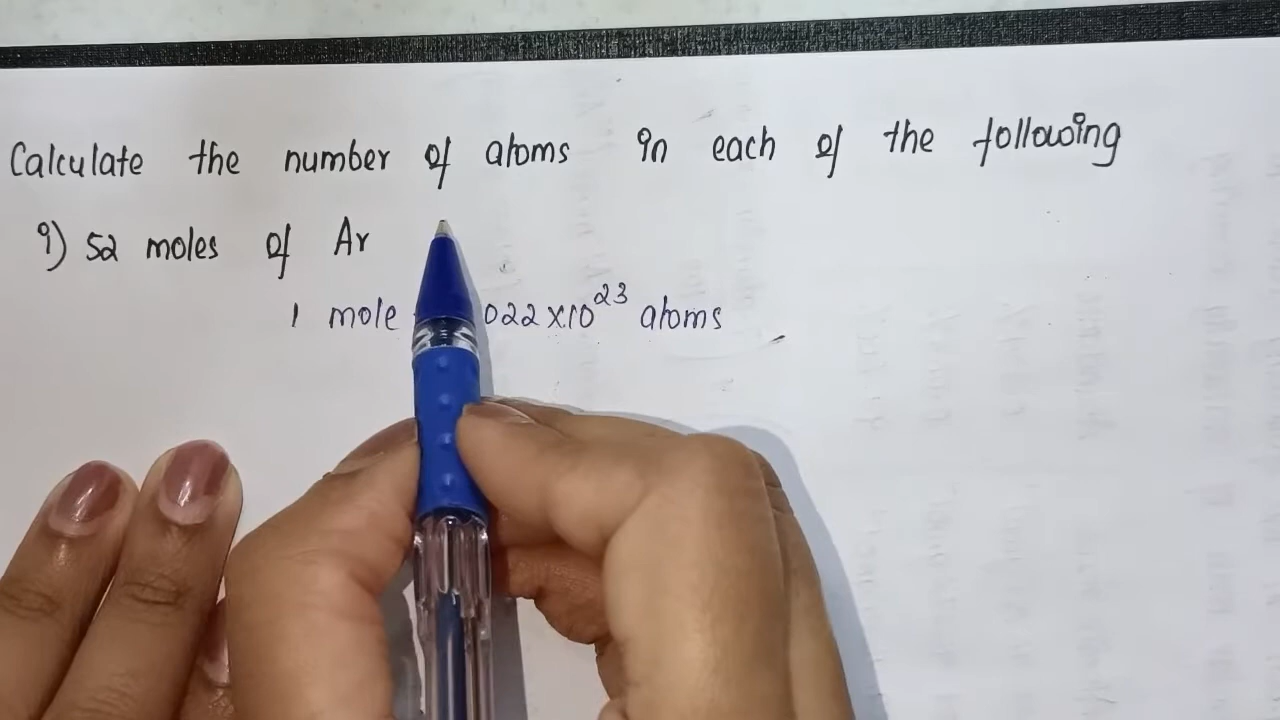 Calculate the number of atoms in each of the following
i) 52 moles of Ar
1 mole 022 x 10^23 atoms